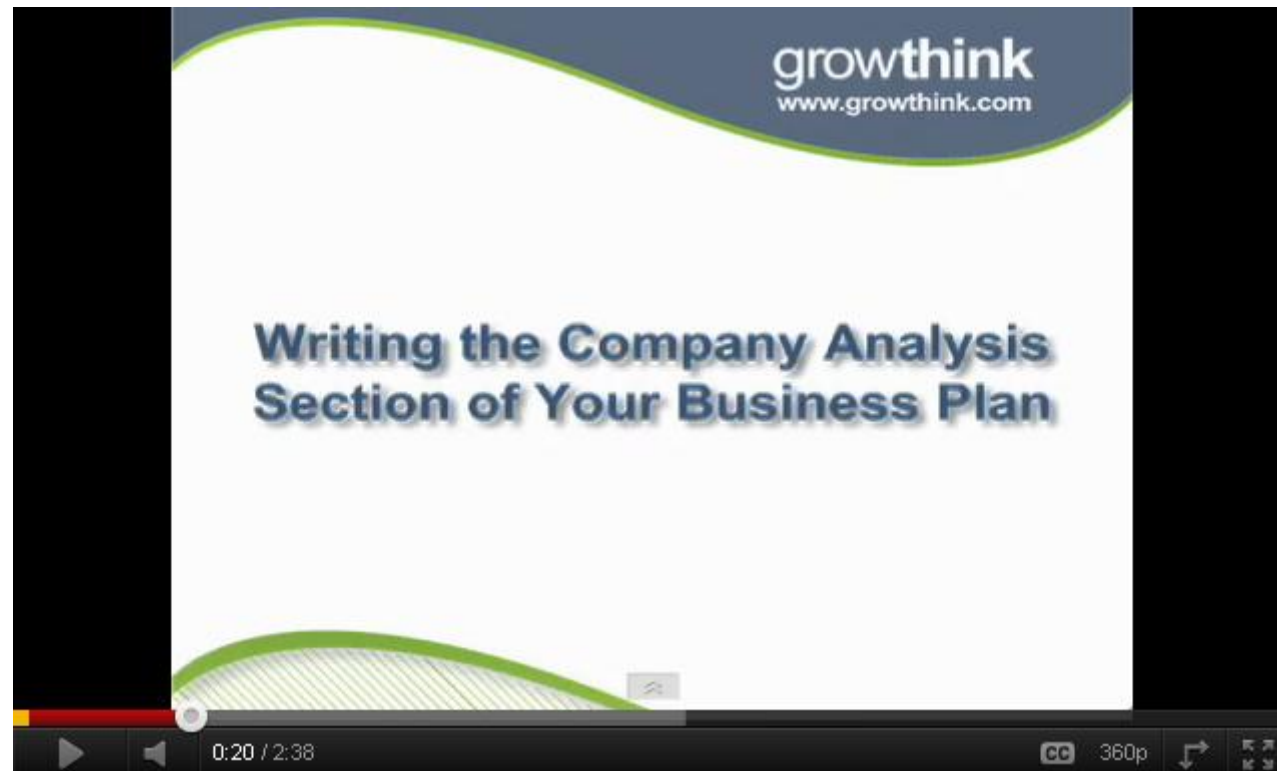 growthink
www.growthink.com
Writing the Company Analysis
Section of Your Business Plan
0:20 / 2:38
CC
360p